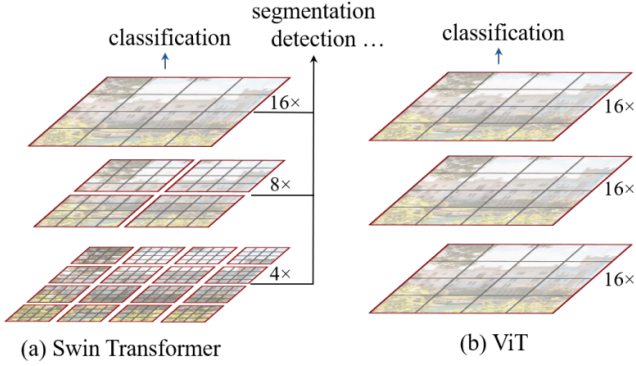 segmentation
detection ...
classification
16×
8×
4×
(a) Swin Transformer
classification
16×
16×
16×
(b) ViT